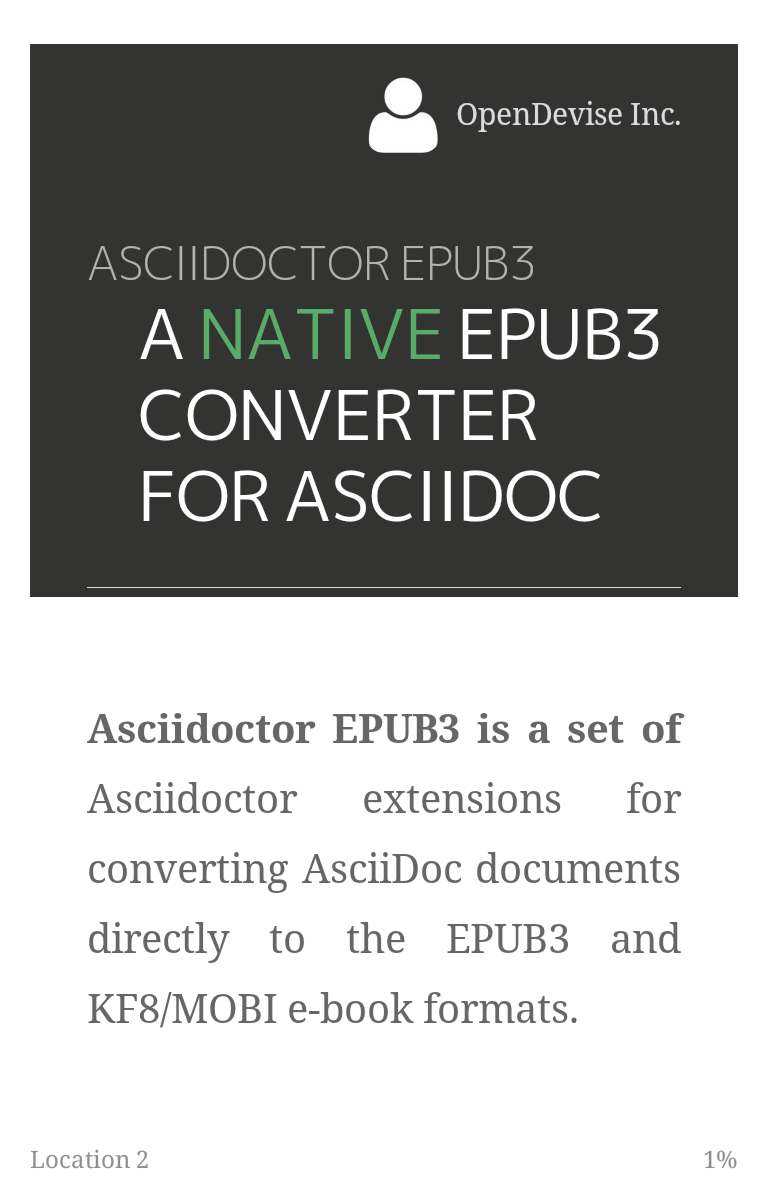 OpenDevise Inc.
ASCIIDOCTOR EPUB3
A NATIVE EPUB3
CONVERTER
FOR ASCIIDOC
Asciidoctor EPUB3 is a set of
Asciidoctor extensions for
converting AsciiDoc documents
directly to the EPUB3 and
KF8/MOBI e-book formats.
Location 2
1%